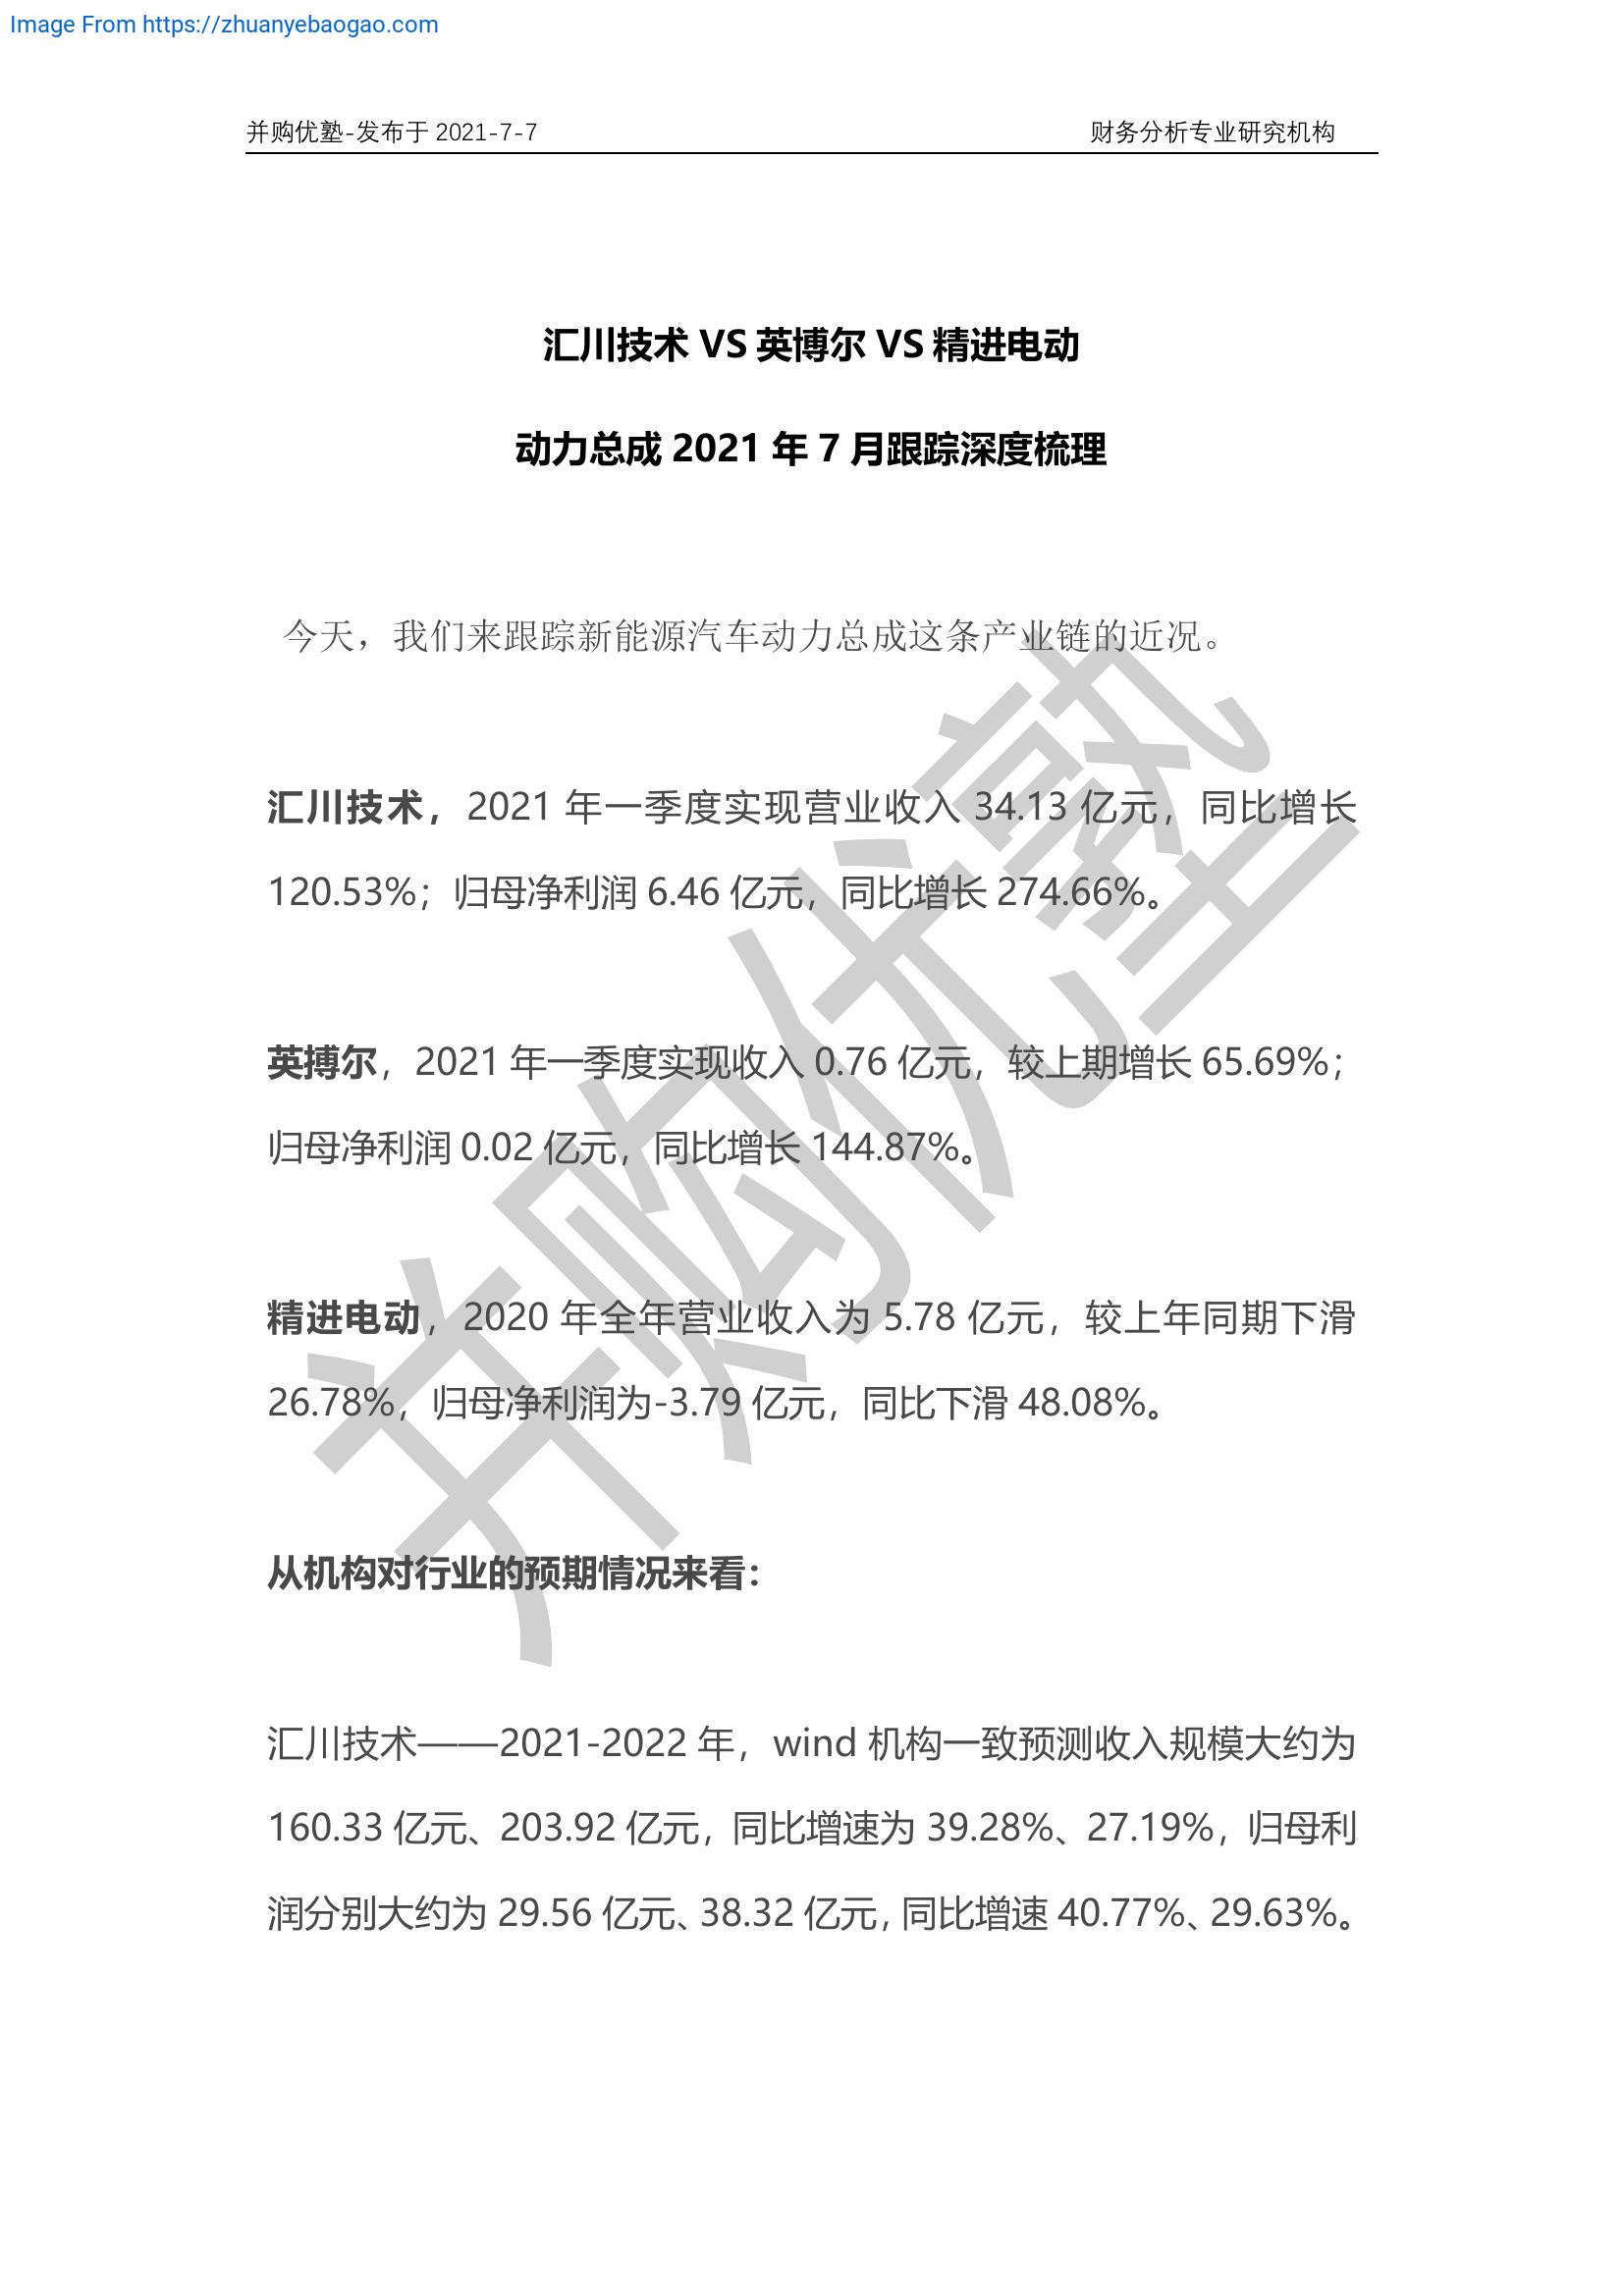 Image From https://zhuanyebaogao.com
并购优塾-发布于 2021-7-7 财务分析专业研究机构
汇川技术 VS 英博尔 VS 精进电动
动力总成 2021 年 7 月跟踪深度梳理
今天，我们来跟踪新能源汽车动力总成这条产业链的近况。
汇川技术，2021 年一季度实现营业收入 34.13 亿元，同比增长
120.53%；归母净利润 6.46 亿元，同比增长 274.66%。
英搏尔，2021 年一季度实现收入 0.76 亿元，较上期增长 65.69%；
归母净利润 0.02 亿元，同比增长 144.87%。
精进电动，2020 年全年营业收入为 5.78 亿元，较上年同期下滑
26.78%，归母净利润为-3.79 亿元，同比下滑 48.08%。
从机构对行业的预期情况来看：
汇川技术——2021-2022 年，wind 机构一致预测收入规模大约为
160.33 亿元、203.92 亿元，同比增速为 39.28%、27.19%，归母利
润分别大约为 29.56 亿元、38.32 亿元，同比增速 40.77%、29.63%。
并购优塾